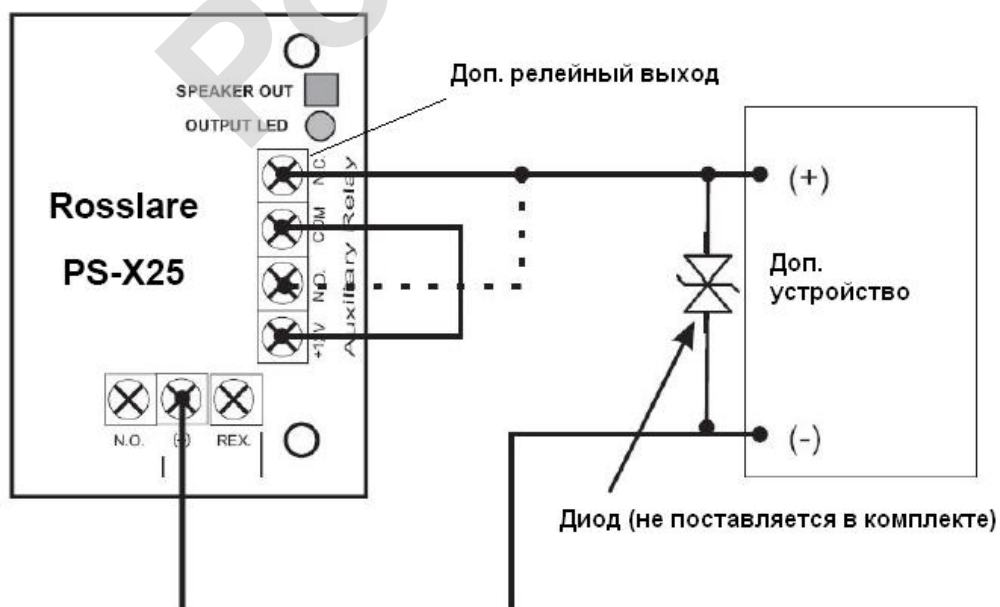 Доп. релейный выход
SPEAKER OUT
OUTPUT LED
Rosslare
PS-X25
N.C.
COM
N.O.
+12V
Auxiliary Relay
(+)
Доп.
устройство
(-)
N.O.
(-)
REX.
Диод (не поставляется в комплекте)